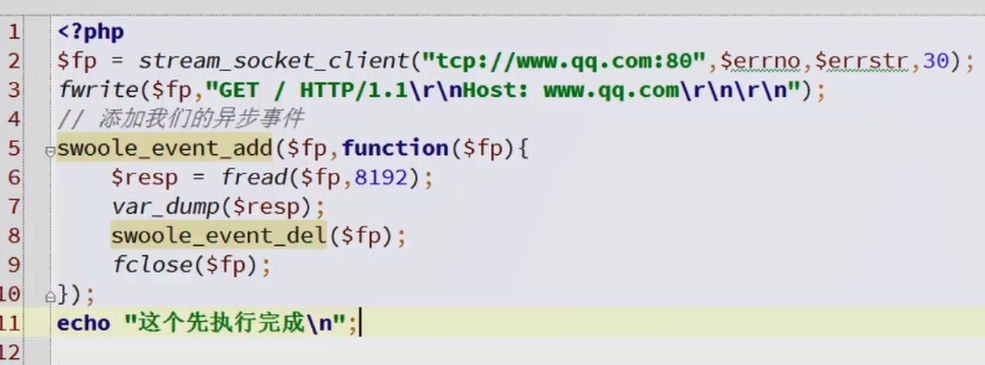 1 <?php
2 $fp = stream_socket_client("tcp://www.qq.com:80",$errno,$errstr,30);
3 fwrite($fp,"GET / HTTP/1.1\r\nHost: www.qq.com\r\n\r\n");
4 // 添加我们的异步事件
5 swoole_event_add($fp,function($fp){
6     $resp = fread($fp,8192);
7     var_dump($resp);
8     swoole_event_del($fp);
9     fclose($fp);
10 });
11 echo "这个先执行完成\n";
12